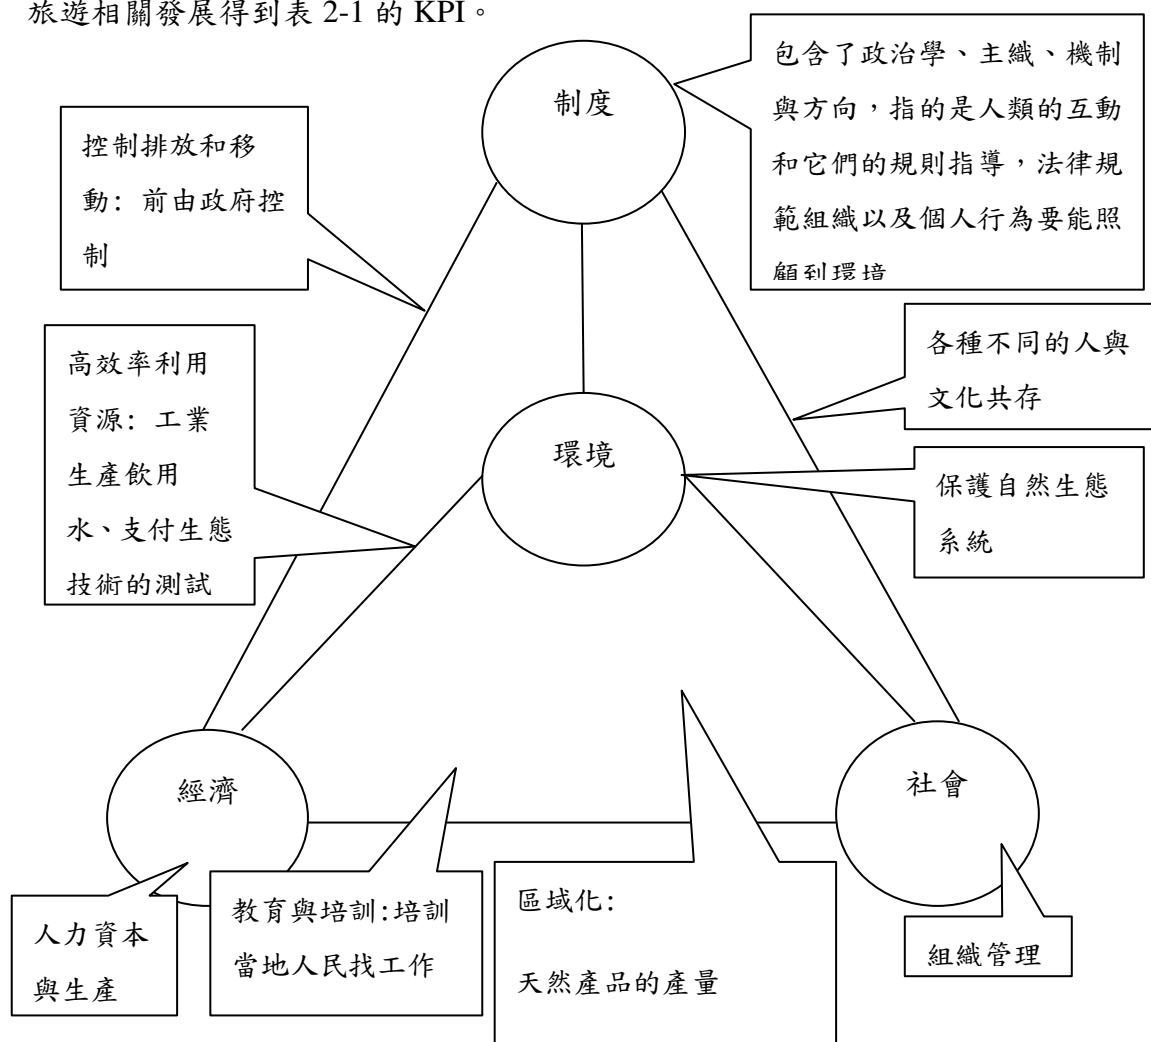 旅遊相關發展得到表 2-1 的 KPI。
制度
包含了政治學、主織、機制
與方向，指的是人類的互動
和它們的規則指導，法律規
範組織以及個人行為要能照
顧到環境
控制排放和移
動: 前由政府控
制
各種不同的人與
文化共存
高效率利用
資源: 工業
生產飲用
水、支付生態
技術的測試
環境
保護自然生態
系統
經濟
社會
人力資本
與生產
教育與培訓:培訓
當地人民找工作
區域化:
天然產品的產量
組織管理